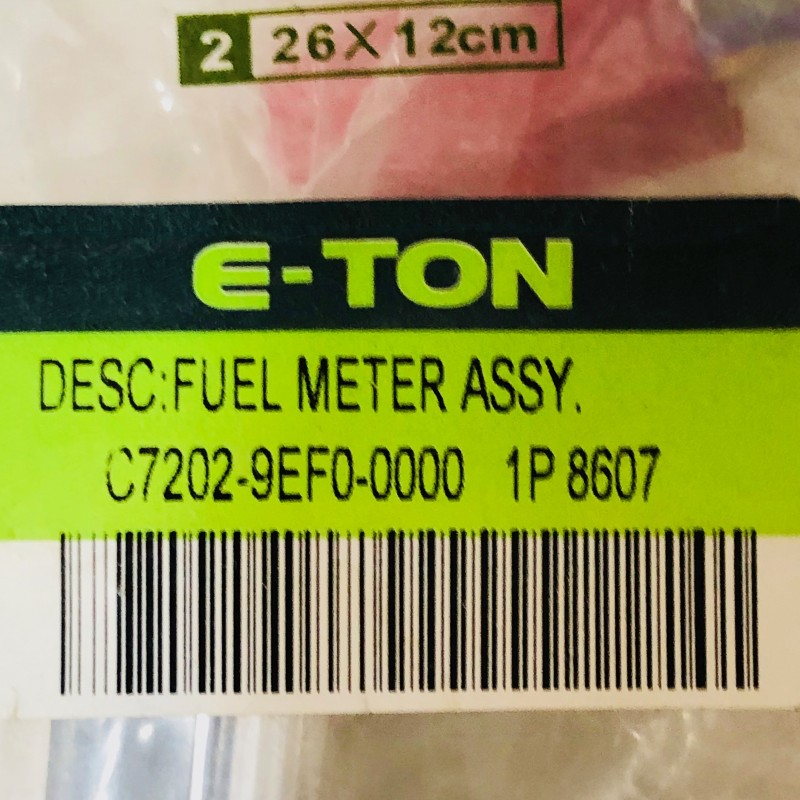 2 26X12cm
E-TON
DESC:FUEL METER ASSY.
C7202-9EF0-0000 1P 8607